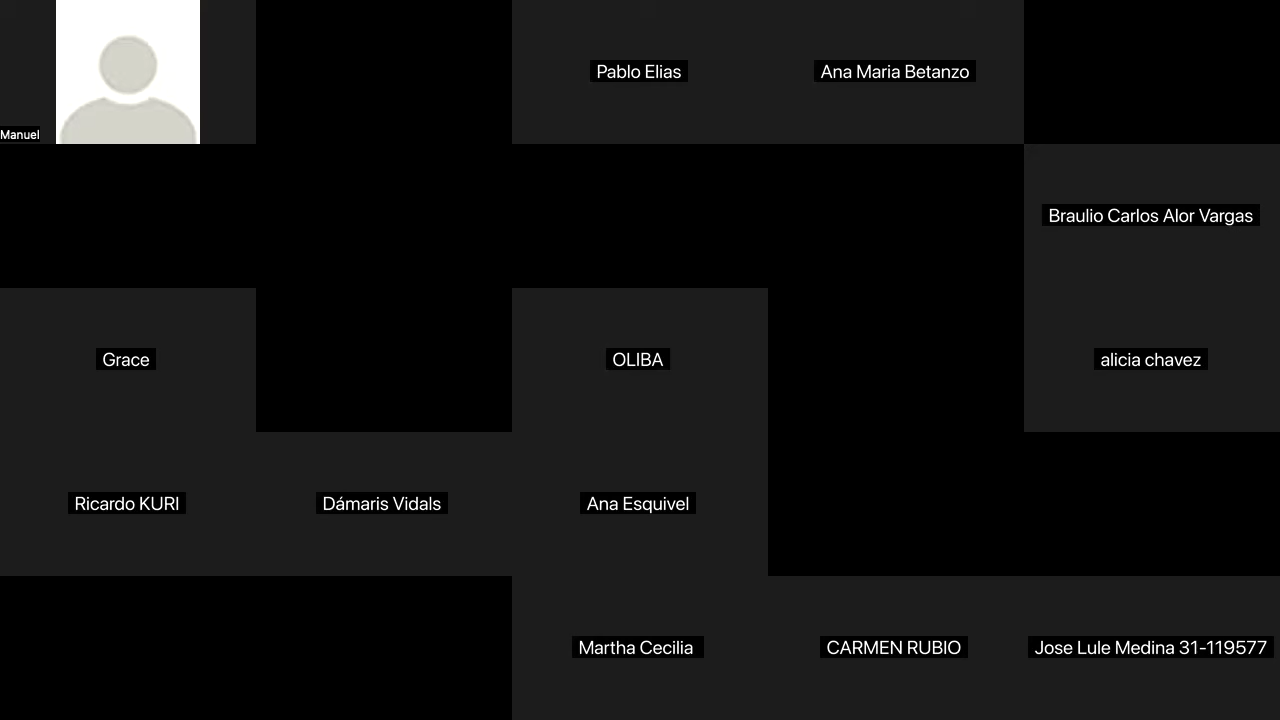 Manuel
Pablo Elias
Ana Maria Betanzo
Braulio Carlos Alor Vargas
Grace
OLIBA
alicia chavez
Ricardo KURI
Dámaris Vidals
Ana Esquivel
Martha Cecilia
CARMEN RUBIO
Jose Lule Medina 31-119577